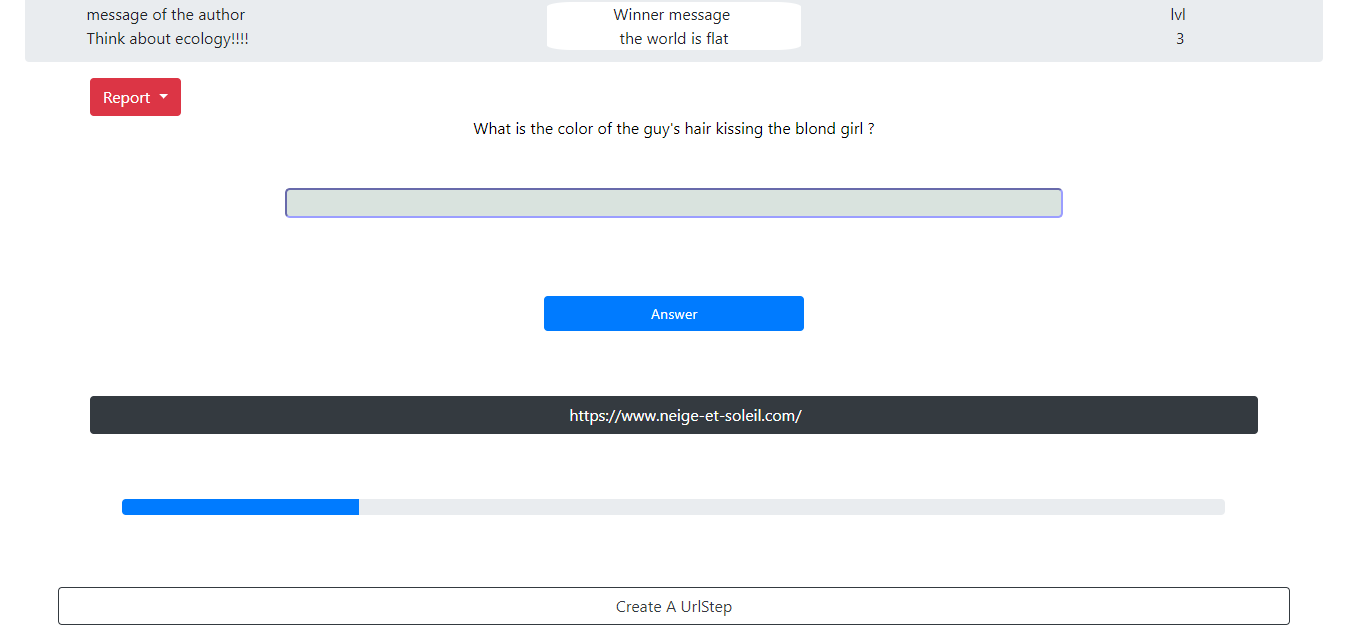 message of the author
Winner message
lvl
Think about ecology!!!!
the world is flat
3
Report
What is the color of the guy's hair kissing the blond girl ?
Answer
https://www.neige-et-soleil.com/
Create A UrlStep